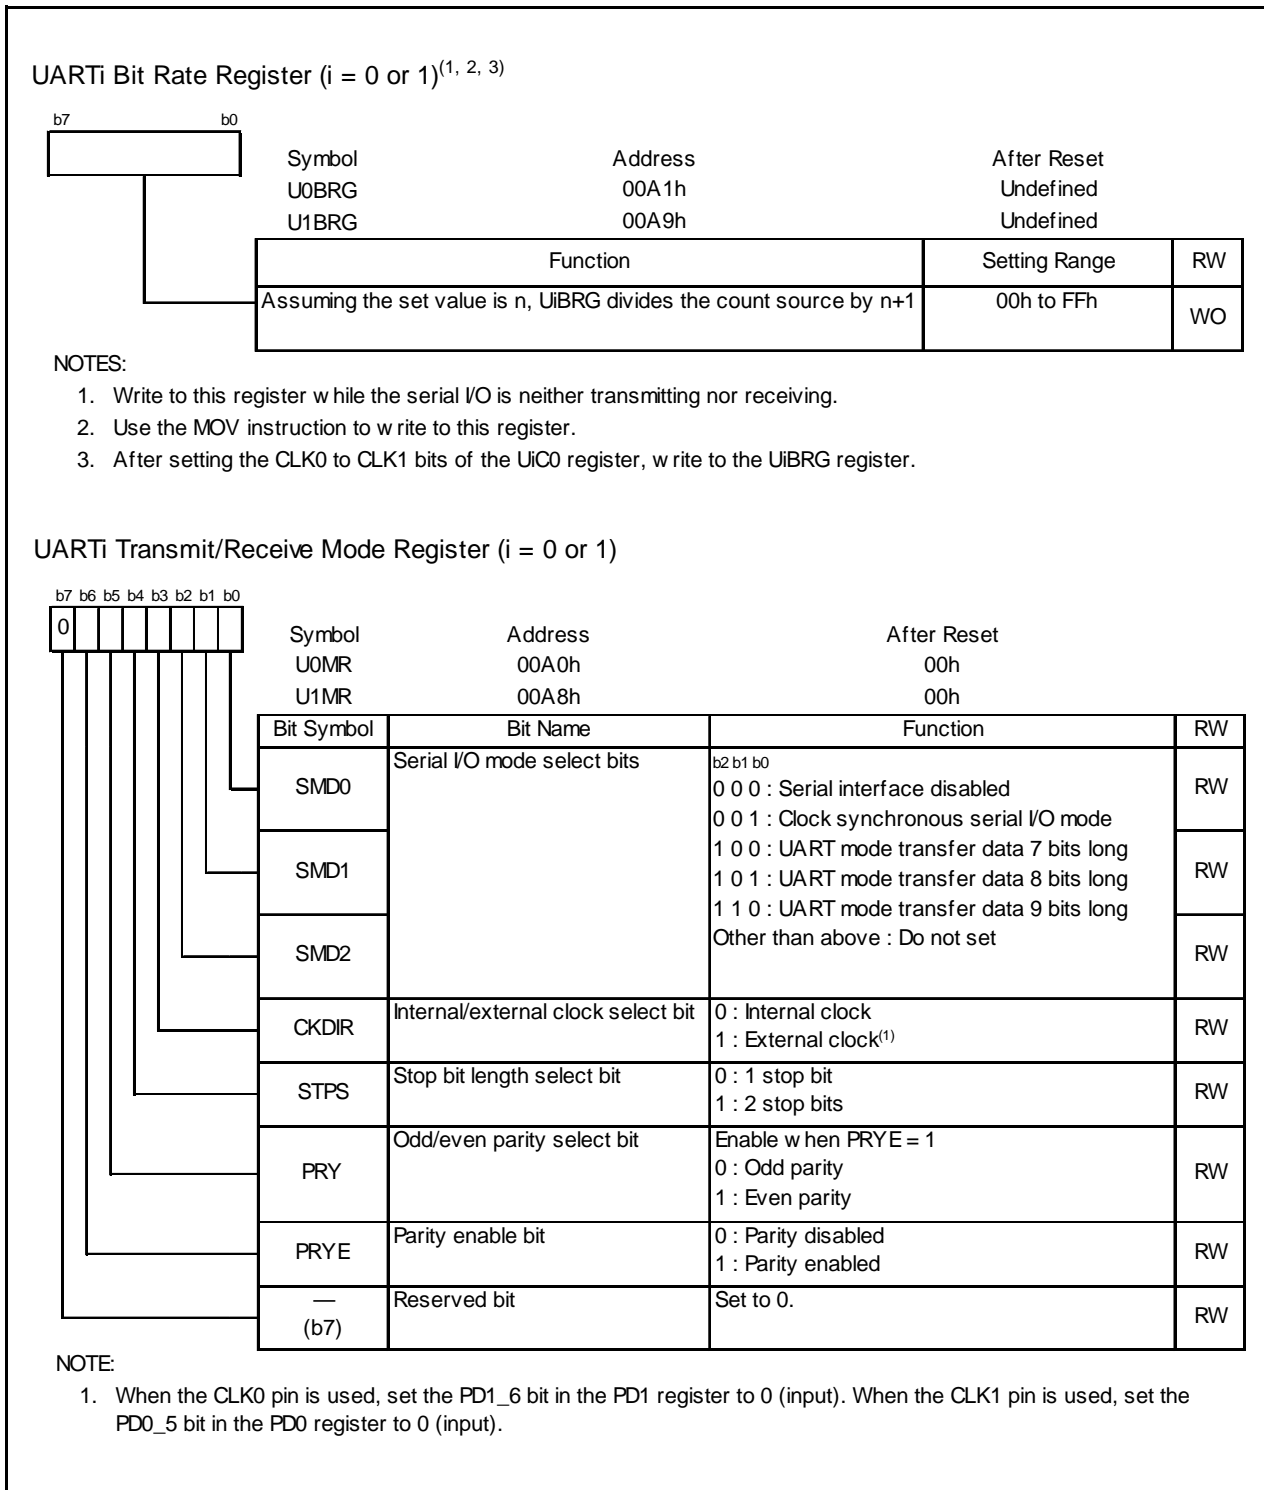 UARTi Bit Rate Register (i = 0 or 1)(1, 2, 3)
b7 b0
Symbol Address After Reset
U0BRG 00A1h Undefined
U1BRG 00A9h Undefined
Function Setting Range RW
Assuming the set value is n, UiBRG divides the count source by n+1 00h to FFh WO
NOTES:
1. Write to this register while the serial I/O is neither transmitting nor receiving.
2. Use the MOV instruction to write to this register.
3. After setting the CLK0 to CLK1 bits of the UiC0 register, write to the UiBRG register.
UARTi Transmit/Receive Mode Register (i = 0 or 1)
b7 b6 b5 b4 b3 b2 b1 b0
0
Symbol Address After Reset
U0MR 00A0h 00h
U1MR 00A8h 00h
Bit Symbol Bit Name Function RW
SMD0 Serial I/O mode select bits b2 b1 b0 RW
0 0 0 : Serial interface disabled
0 0 1 : Clock synchronous serial I/O mode
SMD1 1 0 0 : UART mode transfer data 7 bits long RW
1 0 1 : UART mode transfer data 8 bits long
1 1 0 : UART mode transfer data 9 bits long
SMD2 Other than above : Do not set RW
CKDIR Internal/external clock select bit 0 : Internal clock RW
1 : External clock(1)
STPS Stop bit length select bit 0 : 1 stop bit RW
1 : 2 stop bits
PRY Odd/even parity select bit Enable when PRYE = 1 RW
0 : Odd parity
1 : Even parity
PRYE Parity enable bit 0 : Parity disabled RW
1 : Parity enabled
— Reserved bit Set to 0. RW
(b7)
NOTE:
1. When the CLK0 pin is used, set the PD1_6 bit in the PD1 register to 0 (input). When the CLK1 pin is used, set the
PD0_5 bit in the PD0 register to 0 (input).